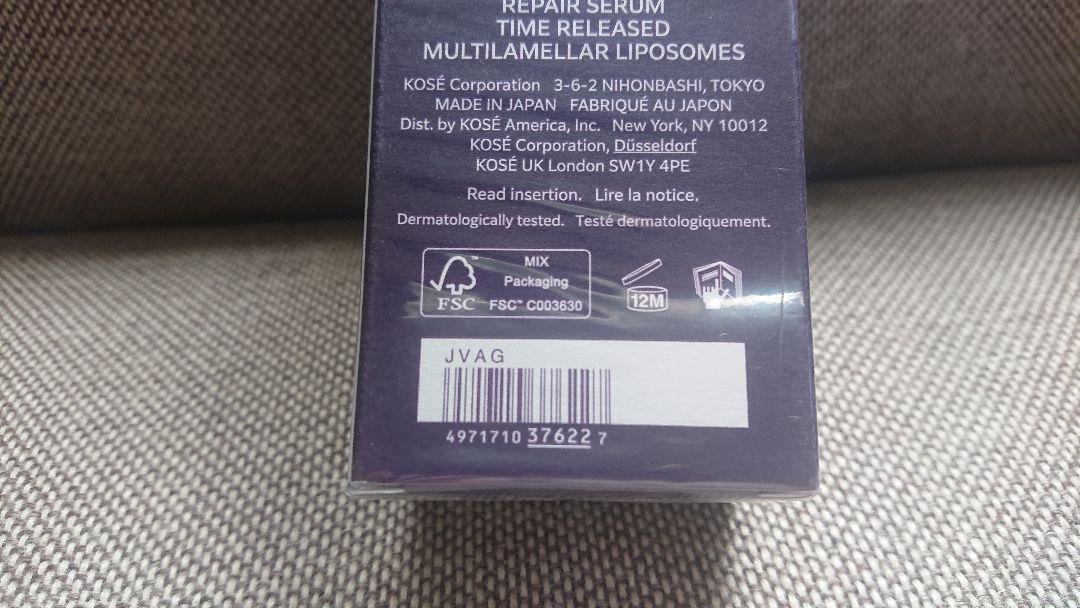 REPAIR SERUM
TIME RELEASED
MULTILAMELLAR LIPOSOMES
KOSÉ Corporation 3-6-2 NIHONBASHI, TOKYO
MADE IN JAPAN FABRIQUÉ AU JAPON
Dist. by KOSÉ America, Inc. New York, NY 10012
KOSÉ Corporation, Düsseldorf
KOSÉ UK London SW1Y 4PE
Read insertion. Lire la notice.
Dermatologically tested. Testé dermatologiquement.
FSC™
MIX
Packaging
FSC™ C003630
12M
JVAG
4971710 37622 7